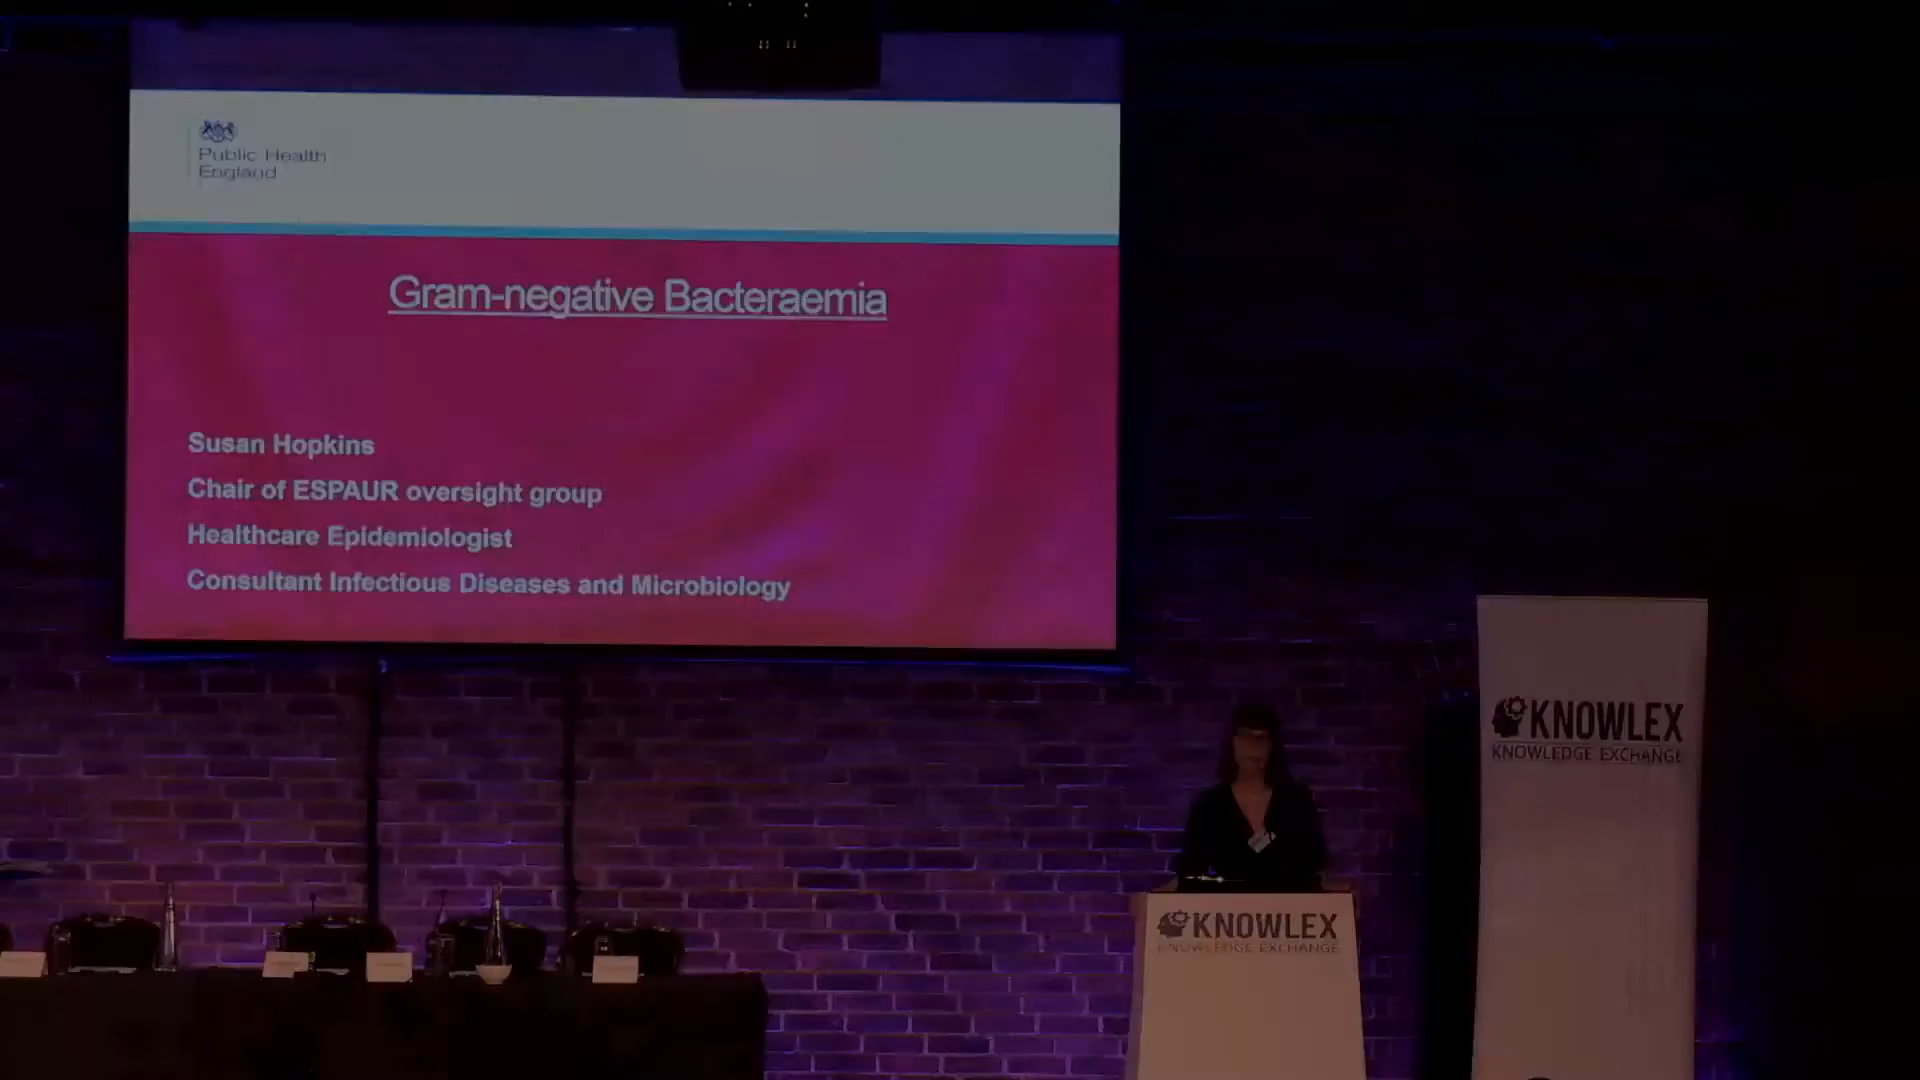 Public Health
England
Gram-negative Bacteraemia
Susan Hopkins
Chair of ESPAUR oversight group
Healthcare Epidemiologist
Consultant Infectious Diseases and Microbiology
KNOWLEX
KNOWLEDGE EXCHANGE
KNOWLEX
KNOWLEDGE EXCHANGE